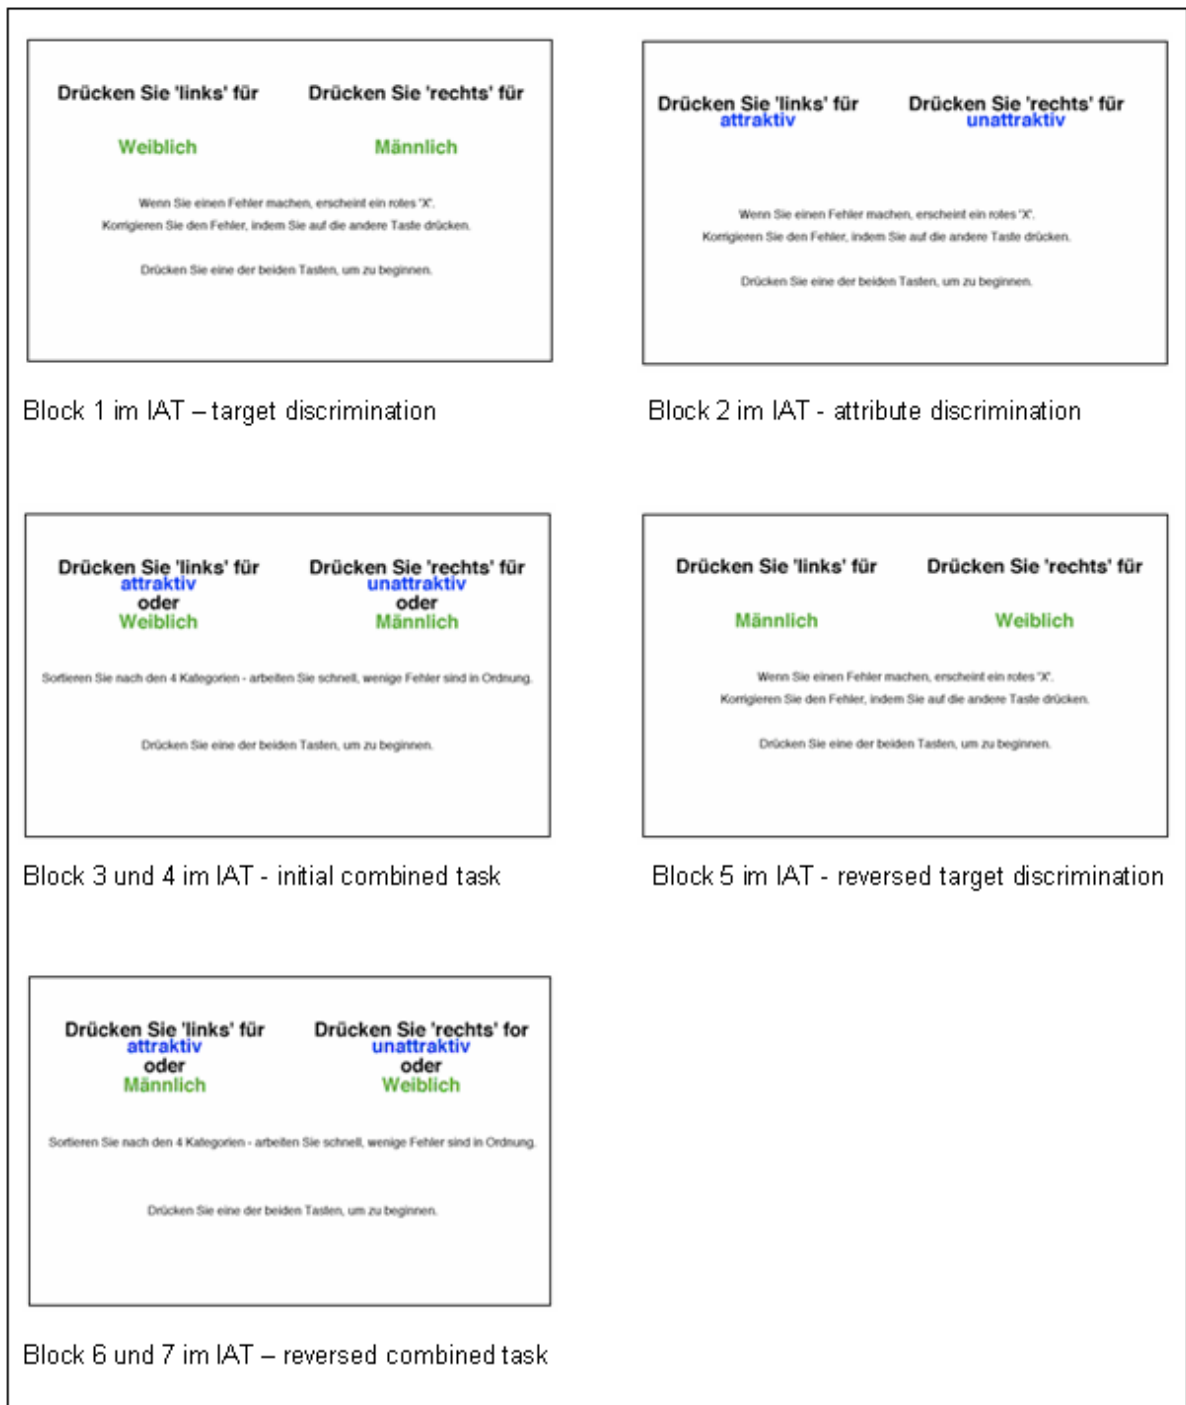 Drücken Sie 'links' für Drücken Sie 'rechts' für
Weiblich Männlich
Wenn Sie einen Fehler machen, erscheint ein rotes "X".
Korrigieren Sie den Fehler, indem Sie auf die andere Taste drücken.
Drücken Sie eine der beiden Tasten, um zu beginnen.
Block 1 im IAT – target discrimination
Drücken Sie 'links' für Drücken Sie 'rechts' für
attraktiv unattraktiv
Wenn Sie einen Fehler machen, erscheint ein rotes "X".
Korrigieren Sie den Fehler, indem Sie auf die andere Taste drücken.
Drücken Sie eine der beiden Tasten, um zu beginnen.
Block 2 im IAT - attribute discrimination
Drücken Sie 'links' für Drücken Sie 'rechts' für
attraktiv unattraktiv
oder oder
Weiblich Männlich
Sortieren Sie nach den 4 Kategorien - arbeiten Sie schnell, wenige Fehler sind in Ordnung.
Drücken Sie eine der beiden Tasten, um zu beginnen.
Block 3 und 4 im IAT - initial combined task
Drücken Sie 'links' für Drücken Sie 'rechts' für
Männlich Weiblich
Wenn Sie einen Fehler machen, erscheint ein rotes "X".
Korrigieren Sie den Fehler, indem Sie auf die andere Taste drücken.
Drücken Sie eine der beiden Tasten, um zu beginnen.
Block 5 im IAT - reversed target discrimination
Drücken Sie 'links' für Drücken Sie 'rechts' for
attraktiv unattraktiv
oder oder
Männlich Weiblich
Sortieren Sie nach den 4 Kategorien - arbeiten Sie schnell, wenige Fehler sind in Ordnung.
Drücken Sie eine der beiden Tasten, um zu beginnen.
Block 6 und 7 im IAT – reversed combined task